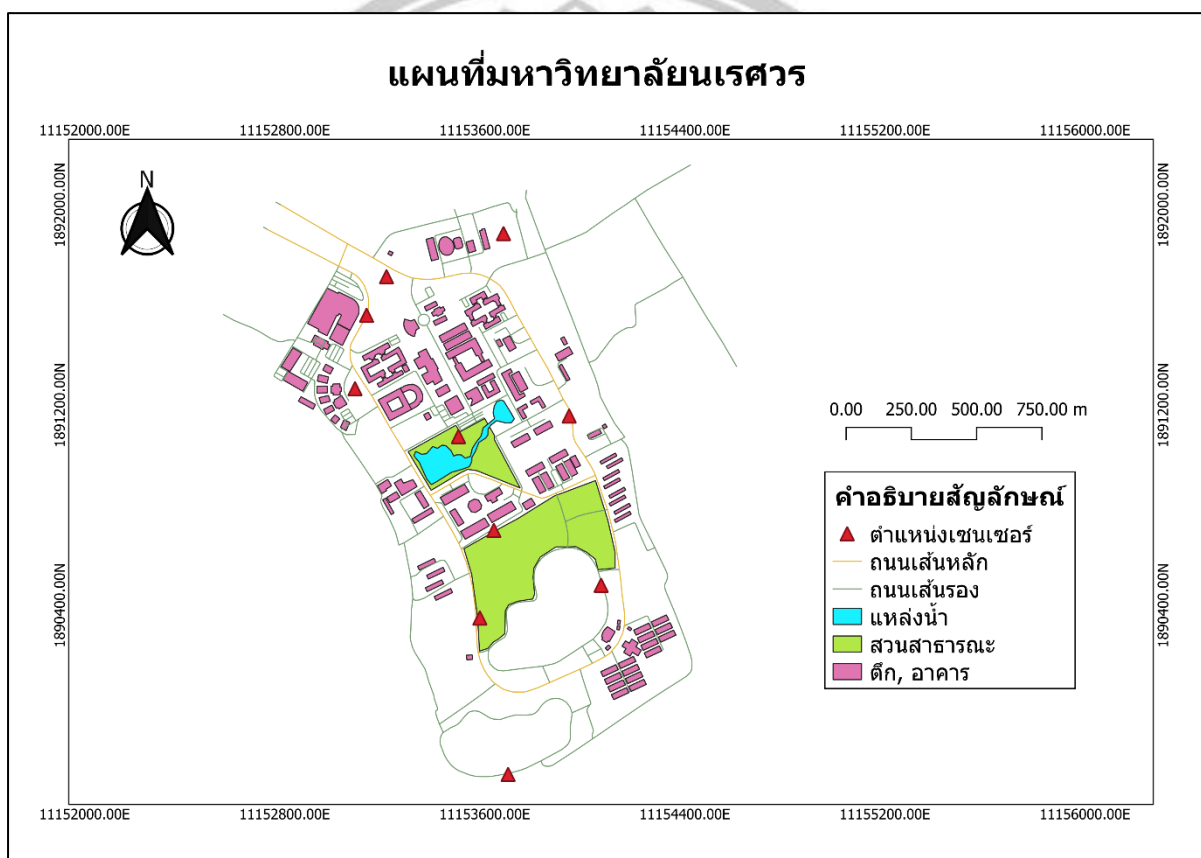 แผนที่มหาวิทยาลัยนเรศวร
11152000.00E 11152800.00E 11153600.00E 11154400.00E 11155200.00E 11156000.00E
1892000.00N 1892000.00N
N
1891200.00N 1891200.00N
0.00 250.00 500.00 750.00 m
คำอธิบายสัญลักษณ์
ตำแหน่งเซนเซอร์
ถนนเส้นหลัก
ถนนเส้นรอง
แหล่งน้ำ
สวนสาธารณะ
ตึก, อาคาร
1890400.00N 1890400.00N
11152000.00E 11152800.00E 11153600.00E 11154400.00E 11155200.00E 11156000.00E